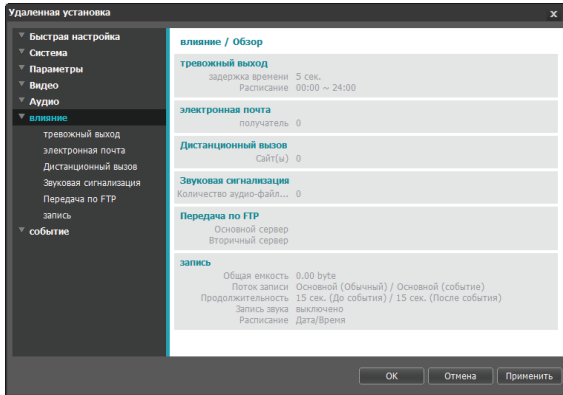 Удаленная установка x
Быстрая настройка
Система
Параметры
Видео
Аудио
влияние
тревожный выход
электронная почта
Дистанционный вызов
Звуковая сигнализация
Передача по FTP
запись
событие
влияние / Обзор
тревожный выход
задержка времени 5 сек.
Расписание 00:00 ~ 24:00
электронная почта
получатель 0
Дистанционный вызов
Сайт(ы) 0
Звуковая сигнализация
Количество аудио-файл... 0
Передача по FTP
Основной сервер
Вторичный сервер
запись
Общая емкость 0.00 byte
Поток записи Основной (Обычный) / Основной (событие)
Продолжительность 15 сек. (До события) / 15 сек. (После события)
Запись звука выключено
Расписание Дата/Время
OK Отмена Применить